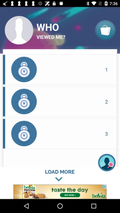 7:36
WHO
VIEWED ME?
1
2
3
LOAD MORE
taste the day